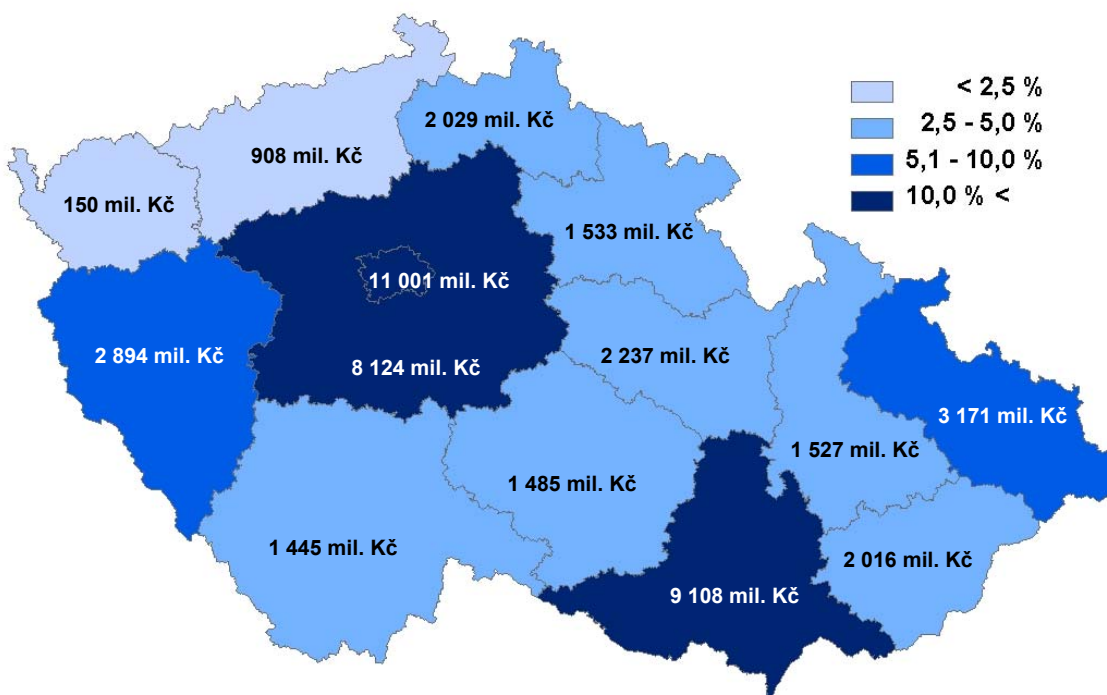 < 2,5 %
2,5 - 5,0 %
5,1 - 10,0 %
10,0 % <
2 029 mil. Kč
908 mil. Kč
150 mil. Kč
1 533 mil. Kč
11 001 mil. Kč
2 894 mil. Kč
2 237 mil. Kč
8 124 mil. Kč
3 171 mil. Kč
1 527 mil. Kč
1 485 mil. Kč
1 445 mil. Kč
2 016 mil. Kč
9 108 mil. Kč